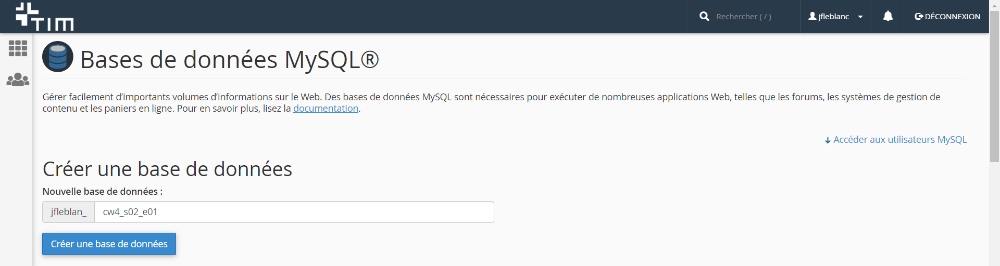 TIM
Rechercher ( / )
jfleblanc
DÉCONNEXION
Bases de données MySQL®
Gérer facilement d’importants volumes d’informations sur le Web. Des bases de données MySQL sont nécessaires pour exécuter de nombreuses applications Web, telles que les forums, les systèmes de gestion de
contenu et les paniers en ligne. Pour en savoir plus, lisez la documentation.
Accéder aux utilisateurs MySQL
Créer une base de données
Nouvelle base de données :
jfleblan_ cw4_s02_e01
Créer une base de données